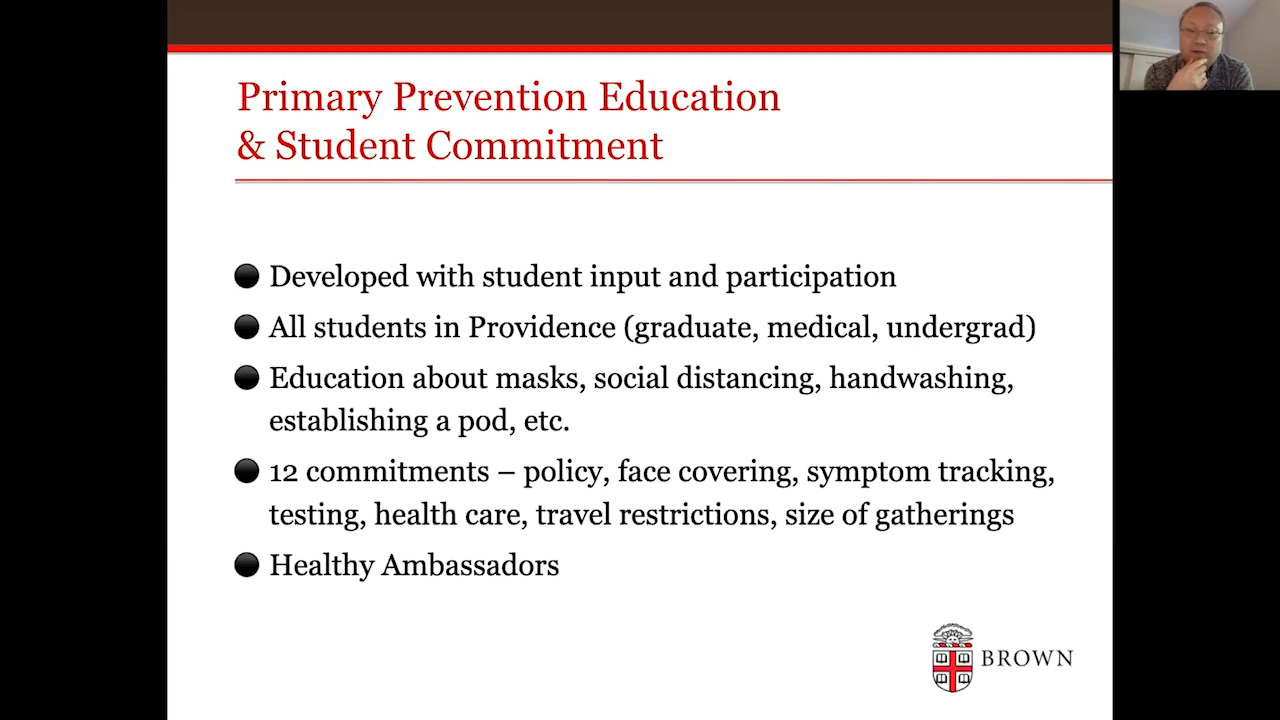 Primary Prevention Education
& Student Commitment
Developed with student input and participation
All students in Providence (graduate, medical, undergrad)
Education about masks, social distancing, handwashing,
establishing a pod, etc.
12 commitments – policy, face covering, symptom tracking,
testing, health care, travel restrictions, size of gatherings
Healthy Ambassadors
BROWN